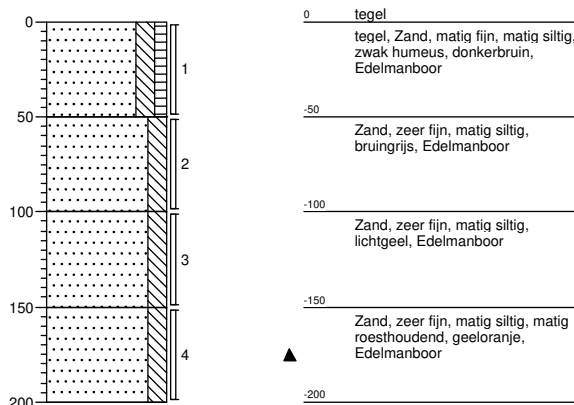 0
50
100
150
200
1
2
3
4
0 tegel
tegel, Zand, matig fijn, matig siltig,
zwak humeus, donkerbruin,
Edelmanboor
-50
Zand, zeer fijn, matig siltig,
bruingrijs, Edelmanboor
-100
Zand, zeer fijn, matig siltig,
lichtgeel, Edelmanboor
-150
Zand, zeer fijn, matig siltig, matig
roesthoudend, geeloranje,
Edelmanboor
-200